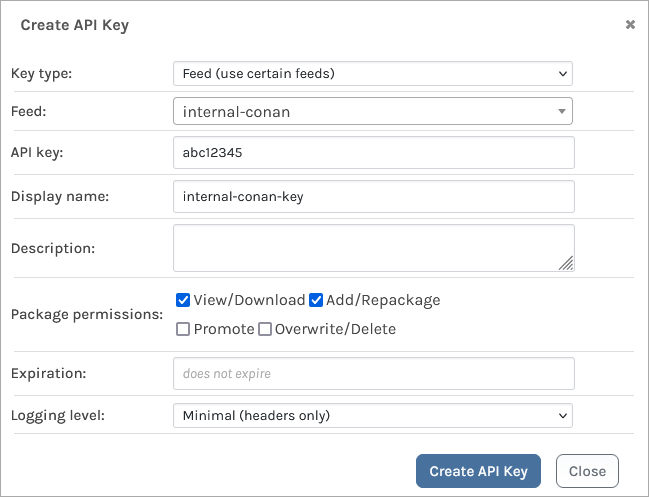 Create API Key
Key type: Feed (use certain feeds)
Feed: internal-conan
API key: abc12345
Display name: internal-conan-key
Description:
Package permissions: View/Download Add/Repackage
Promote Overwrite/Delete
Expiration: does not expire
Logging level: Minimal (headers only)
Create API Key Close